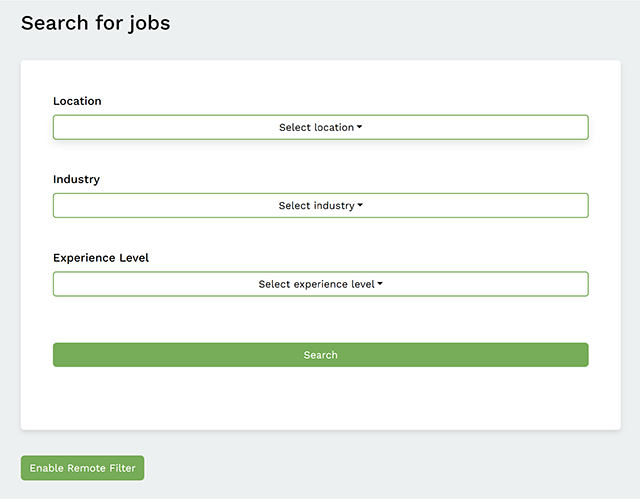 Search for jobs
Location
Select location
Industry
Select industry
Experience Level
Select experience level
Search
Enable Remote Filter